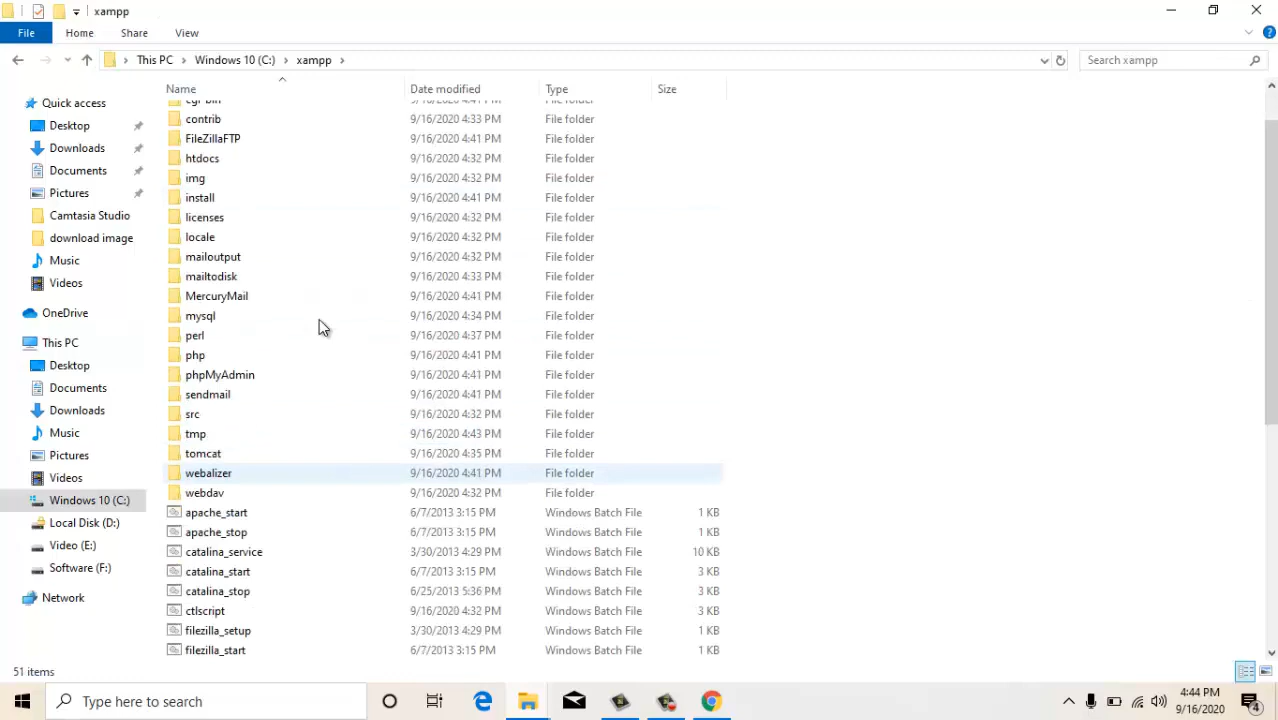 xampp
File Home Share View
This PC Windows 10 (C:) xampp Search xampp
Name Date modified Type Size
Quick access
Desktop
Downloads
Documents
Pictures
Camtasia Studio
download image
Music
Videos
OneDrive
This PC
Desktop
Documents
Downloads
Music
Pictures
Videos
Windows 10 (C:)
Local Disk (D:)
Video (E:)
Software (F:)
Network
cgi-bin 9/16/2020 4:41 PM File folder
contrib 9/16/2020 4:33 PM File folder
FileZillaFTP 9/16/2020 4:41 PM File folder
htdocs 9/16/2020 4:32 PM File folder
img 9/16/2020 4:32 PM File folder
install 9/16/2020 4:41 PM File folder
licenses 9/16/2020 4:32 PM File folder
locale 9/16/2020 4:32 PM File folder
mailoutput 9/16/2020 4:32 PM File folder
mailtodisk 9/16/2020 4:33 PM File folder
MercuryMail 9/16/2020 4:41 PM File folder
mysql 9/16/2020 4:34 PM File folder
perl 9/16/2020 4:37 PM File folder
php 9/16/2020 4:41 PM File folder
phpMyAdmin 9/16/2020 4:41 PM File folder
sendmail 9/16/2020 4:41 PM File folder
src 9/16/2020 4:32 PM File folder
tmp 9/16/2020 4:43 PM File folder
tomcat 9/16/2020 4:35 PM File folder
webalizer 9/16/2020 4:41 PM File folder
webdav 9/16/2020 4:32 PM File folder
apache_start 6/7/2013 3:15 PM Windows Batch File 1 KB
apache_stop 6/7/2013 3:15 PM Windows Batch File 1 KB
catalina_service 3/30/2013 4:29 PM Windows Batch File 10 KB
catalina_start 6/7/2013 3:15 PM Windows Batch File 3 KB
catalina_stop 6/25/2013 5:36 PM Windows Batch File 3 KB
ctlscript 9/16/2020 4:32 PM Windows Batch File 3 KB
filezilla_setup 3/30/2013 4:29 PM Windows Batch File 1 KB
filezilla_start 6/7/2013 3:15 PM Windows Batch File 1 KB
51 items
Type here to search
4:44 PM
9/16/2020
4